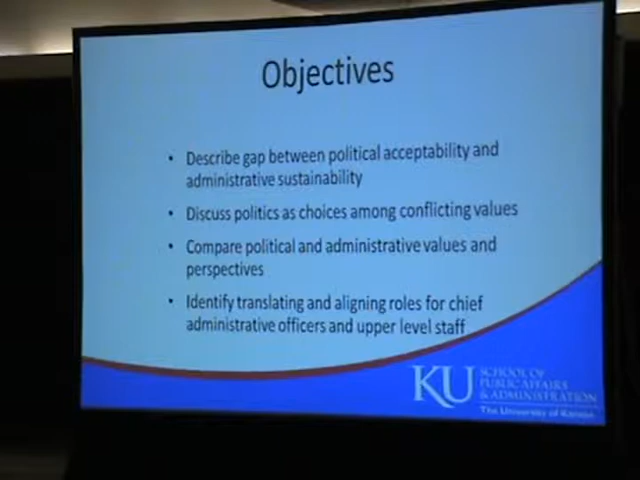 Objectives
• Describe gap between political acceptability and
administrative sustainability
• Discuss politics as choices among conflicting values
• Compare political and administrative values and
perspectives
• Identify translating and aligning roles for chief
administrative officers and upper level staff
KU
SCHOOL OF
PUBLIC AFFAIRS
& ADMINISTRATION
The University of Kansas